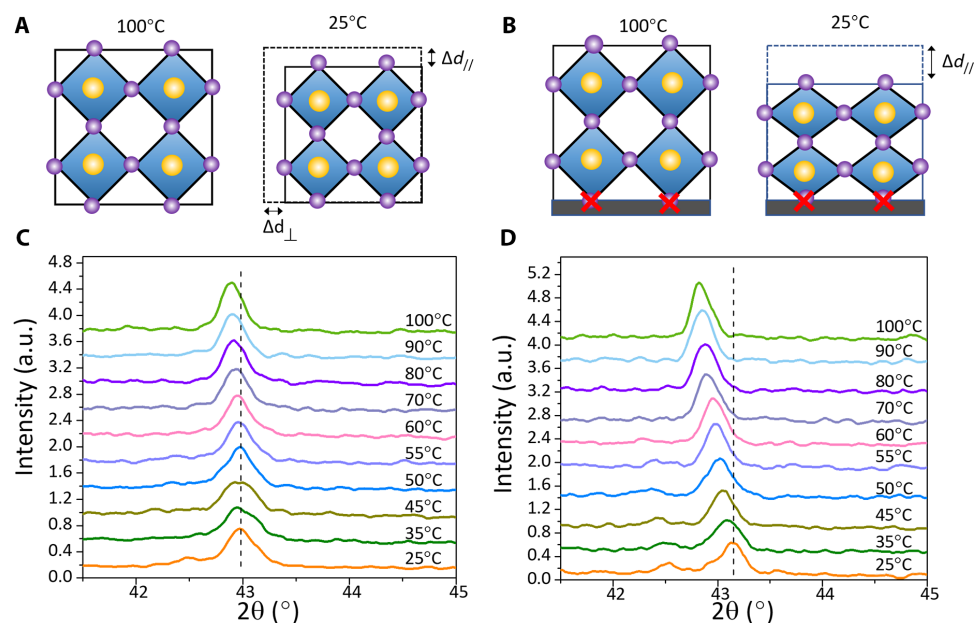 A
100°C
25°C
Δd//
Δd⊥
B
100°C
25°C
Δd//
C
Intensity (a.u.)
4.8
4.4
4.0
3.6
3.2
2.8
2.4
2.0
1.6
1.2
0.8
0.4
0.0
100°C
90°C
80°C
70°C
60°C
55°C
50°C
45°C
35°C
25°C
42
43
44
45
2θ (°)
D
Intensity (a.u.)
5.2
4.8
4.4
4.0
3.6
3.2
2.8
2.4
2.0
1.6
1.2
0.8
0.4
0.0
100°C
90°C
80°C
70°C
60°C
55°C
50°C
45°C
35°C
25°C
42
43
44
45
2θ (°)